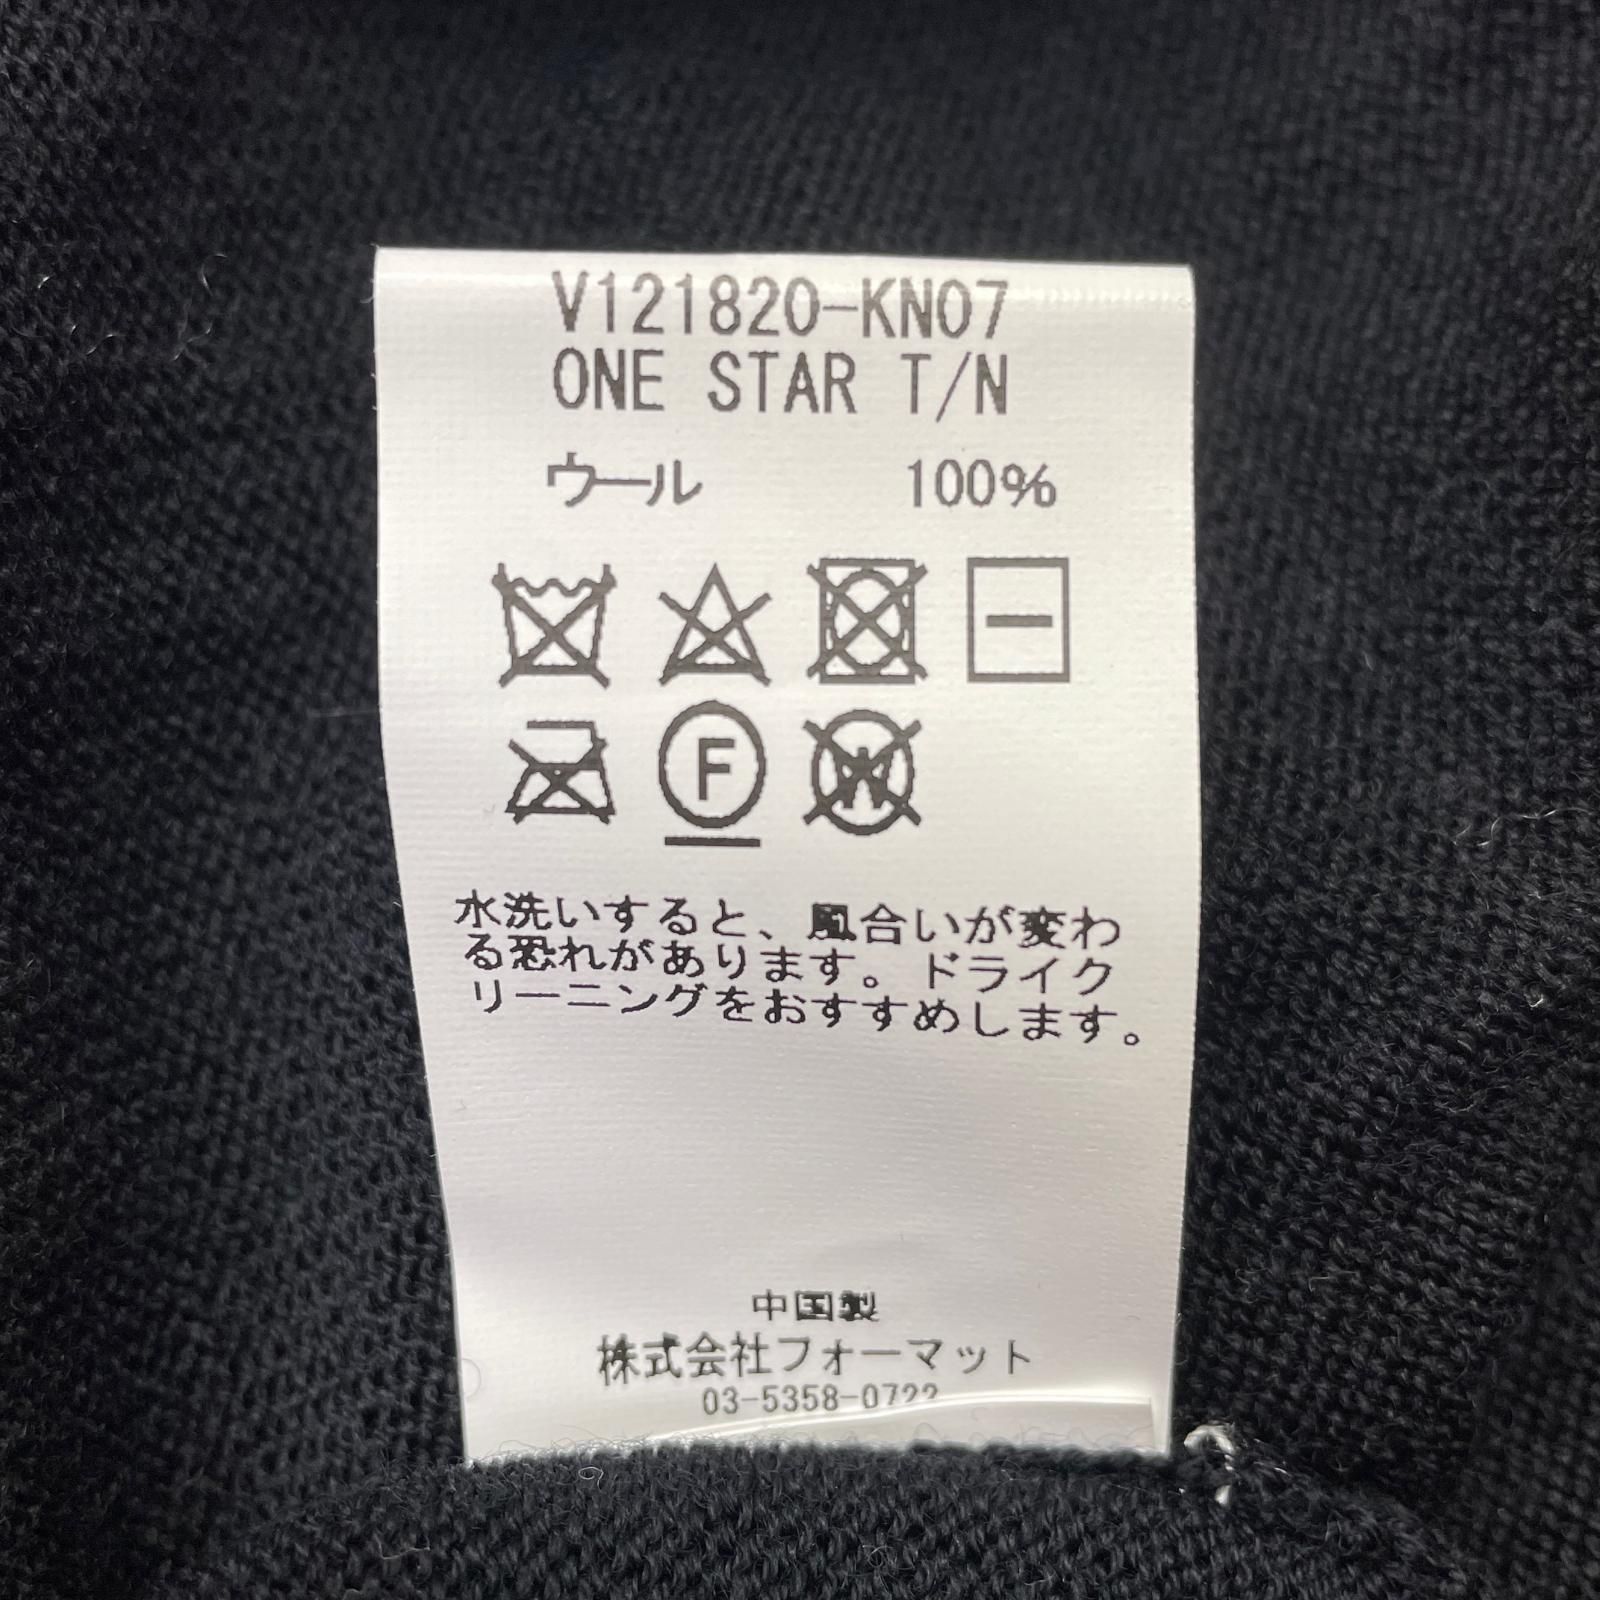 V121820-KN07
ONE STAR T/N
ウール 100%
F
W
水洗いすると、風合いが変わ
る恐れがあります。ドライク
リーニングをおすすめします。
中国製
株式会社フォーマット
03-5358-0722